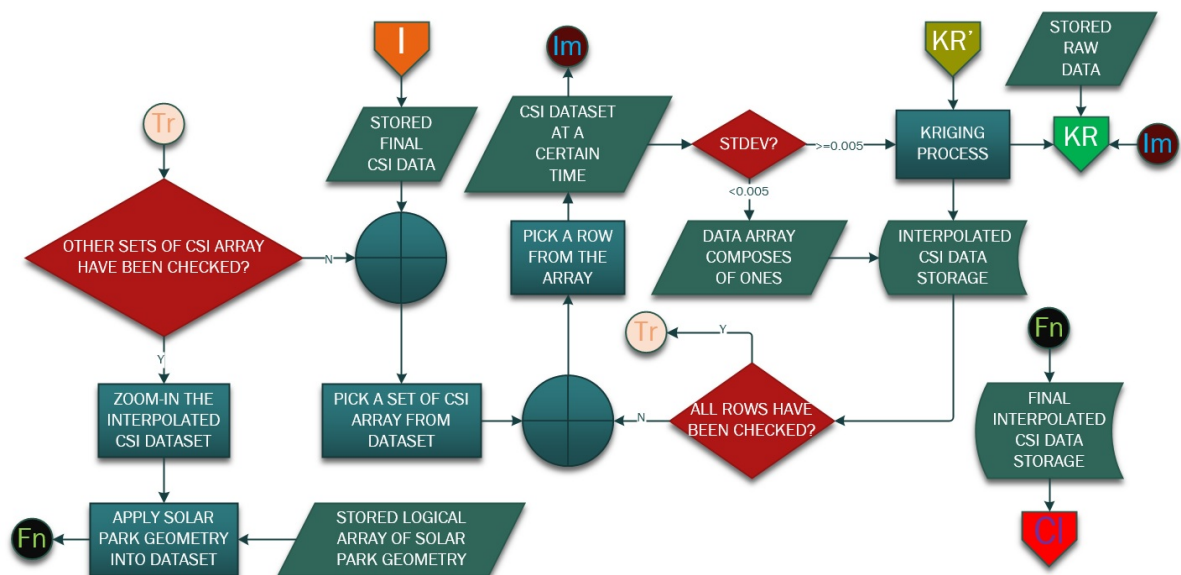 I
Im
KR'
STORED
RAW
DATA
Tr
STORED
FINAL
CSI DATA
CSI DATASET
AT A
CERTAIN
TIME
STDEV?
>=0.005
KRIGING
PROCESS
KR
Im
<0.005
OTHER SETS OF CSI ARRAY
HAVE BEEN CHECKED?
N
PICK A ROW
FROM THE
ARRAY
DATA ARRAY
COMPOSES
OF ONES
INTERPOLATED
CSI DATA
STORAGE
Tr
Y
Fn
Y
ZOOM-IN THE
INTERPOLATED
CSI DATASET
PICK A SET OF CSI
ARRAY FROM
DATASET
N
ALL ROWS HAVE
BEEN CHECKED?
FINAL
INTERPOLATED
CSI DATA
STORAGE
Fn
APPLY SOLAR
PARK GEOMETRY
INTO DATASET
STORED LOGICAL
ARRAY OF SOLAR
PARK GEOMETRY
CI